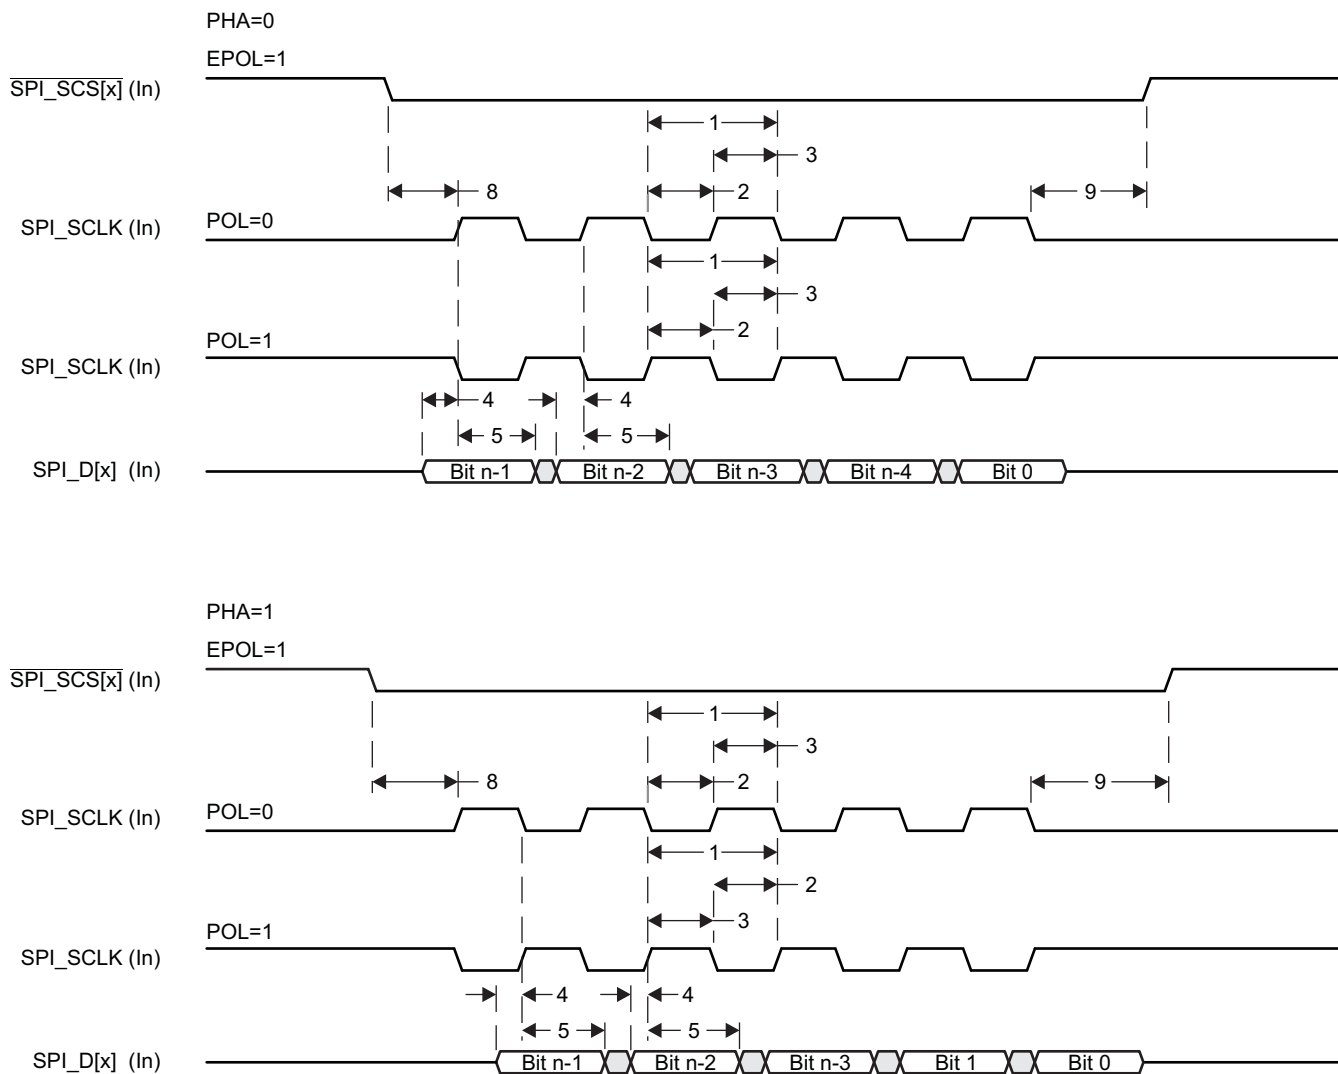 PHA=0
EPOL=1
SPI_SCS[x] (In)
1
3
8
2
9
POL=0
SPI_SCLK (In)
1
3
2
POL=1
SPI_SCLK (In)
4
4
5
5
SPI_D[x] (In)
Bit n-1
Bit n-2
Bit n-3
Bit n-4
Bit 0
PHA=1
EPOL=1
SPI_SCS[x] (In)
1
3
8
2
9
POL=0
SPI_SCLK (In)
1
2
3
POL=1
SPI_SCLK (In)
4
4
5
5
SPI_D[x] (In)
Bit n-1
Bit n-2
Bit n-3
Bit 1
Bit 0